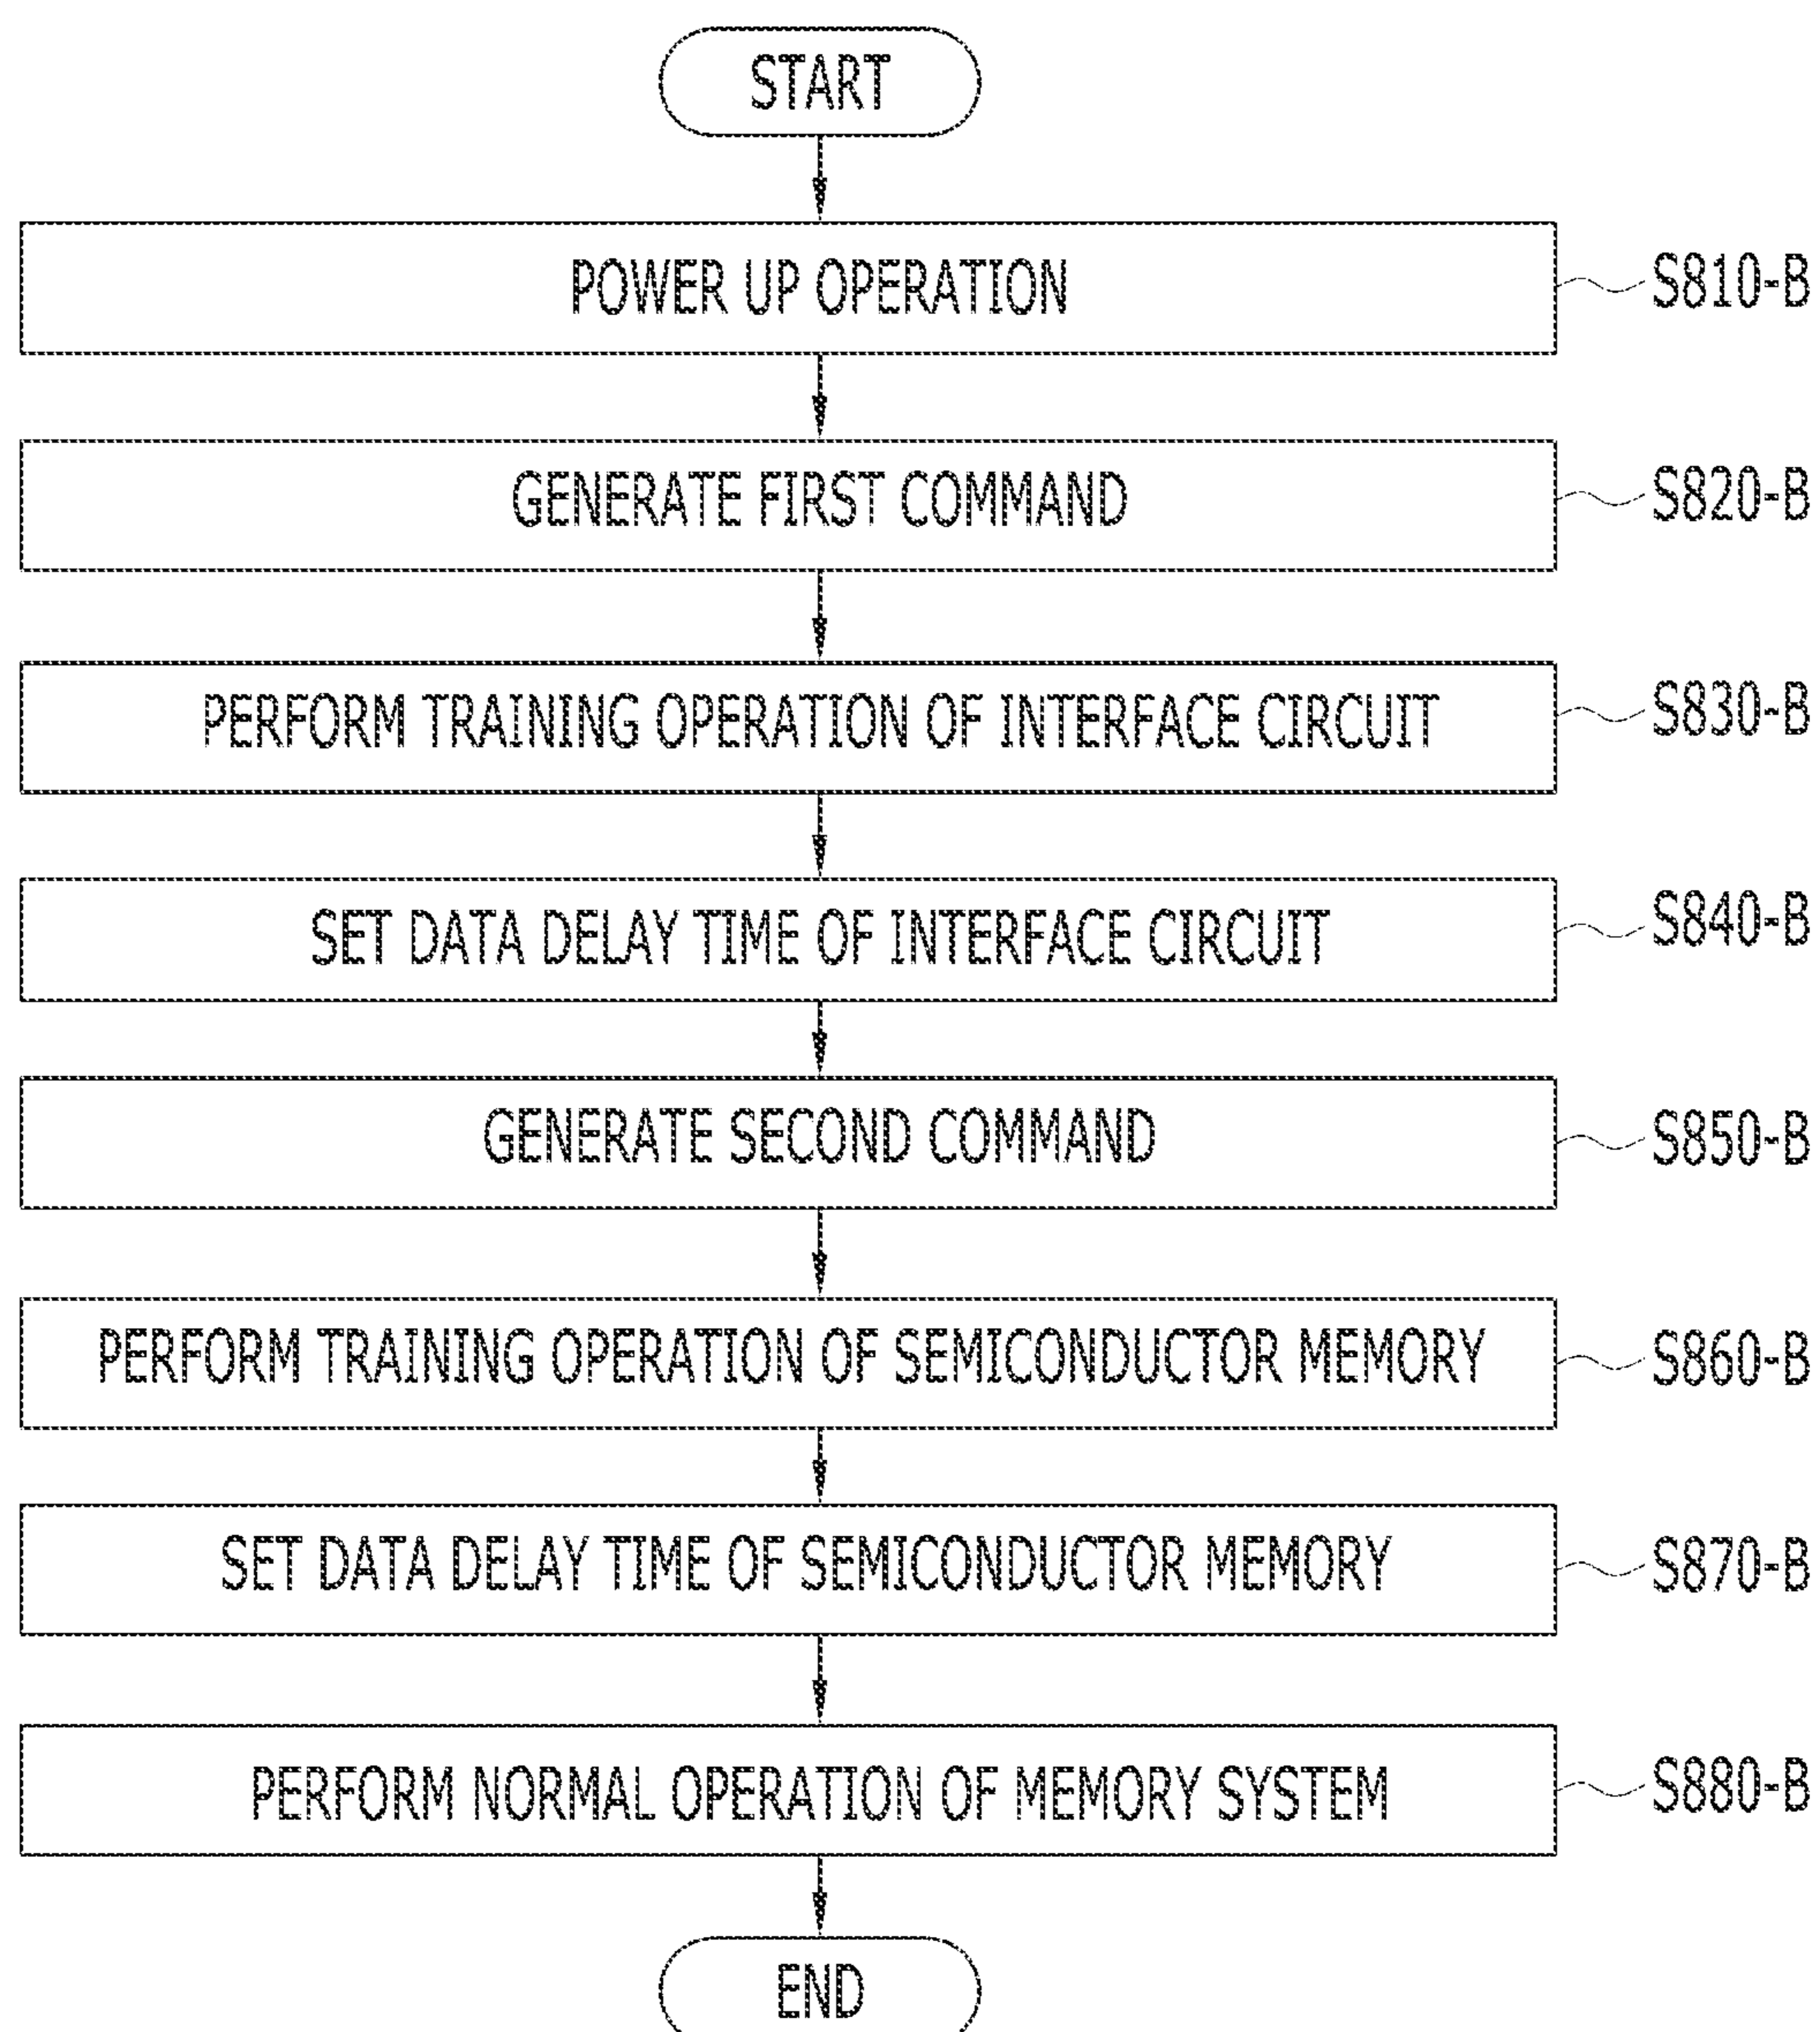 START
POWER UP OPERATION
S810-B
GENERATE FIRST COMMAND
S820-B
PERFORM TRAINING OPERATION OF INTERFACE CIRCUIT
S830-B
SET DATA DELAY TIME OF INTERFACE CIRCUIT
S840-B
GENERATE SECOND COMMAND
S850-B
PERFORM TRAINING OPERATION OF SEMICONDUCTOR MEMORY
S860-B
SET DATA DELAY TIME OF SEMICONDUCTOR MEMORY
S870-B
PERFORM NORMAL OPERATION OF MEMORY SYSTEM
S880-B
END